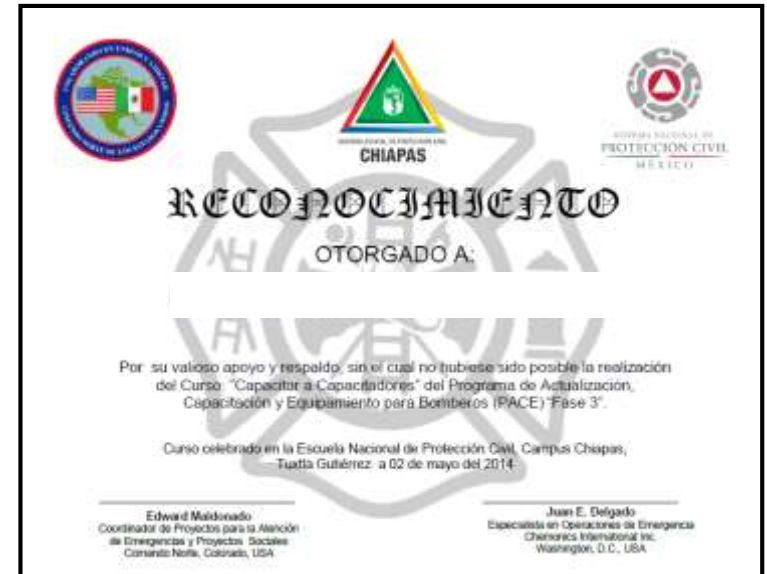 CHIAPAS
SISTEMA NACIONAL DE
PROTECCIÓN CIVIL
MÉXICO
RECONOCIMIENTO
OTORGADO A:
Por su valioso apoyo y respaldo, sin el cual no hubiese sido posible la realización
del Curso "Capacitar a Capacitadores" del Programa de Actualización,
Capacitación y Equipamiento para Bomberos (PACE) "Fase 3".
Curso celebrado en la Escuela Nacional de Protección Civil, Campus Chiapas,
Tuxtla Gutiérrez a 02 de mayo del 2014
Edward Maldonado
Coordinador de Proyectos para la Atención
de Emergencias y Proyectos Sociales
Comando Norte, Colorado, USA
Juan E. Delgado
Especialista en Operaciones de Emergencia
Chemonics International Inc.
Washington, D.C., USA